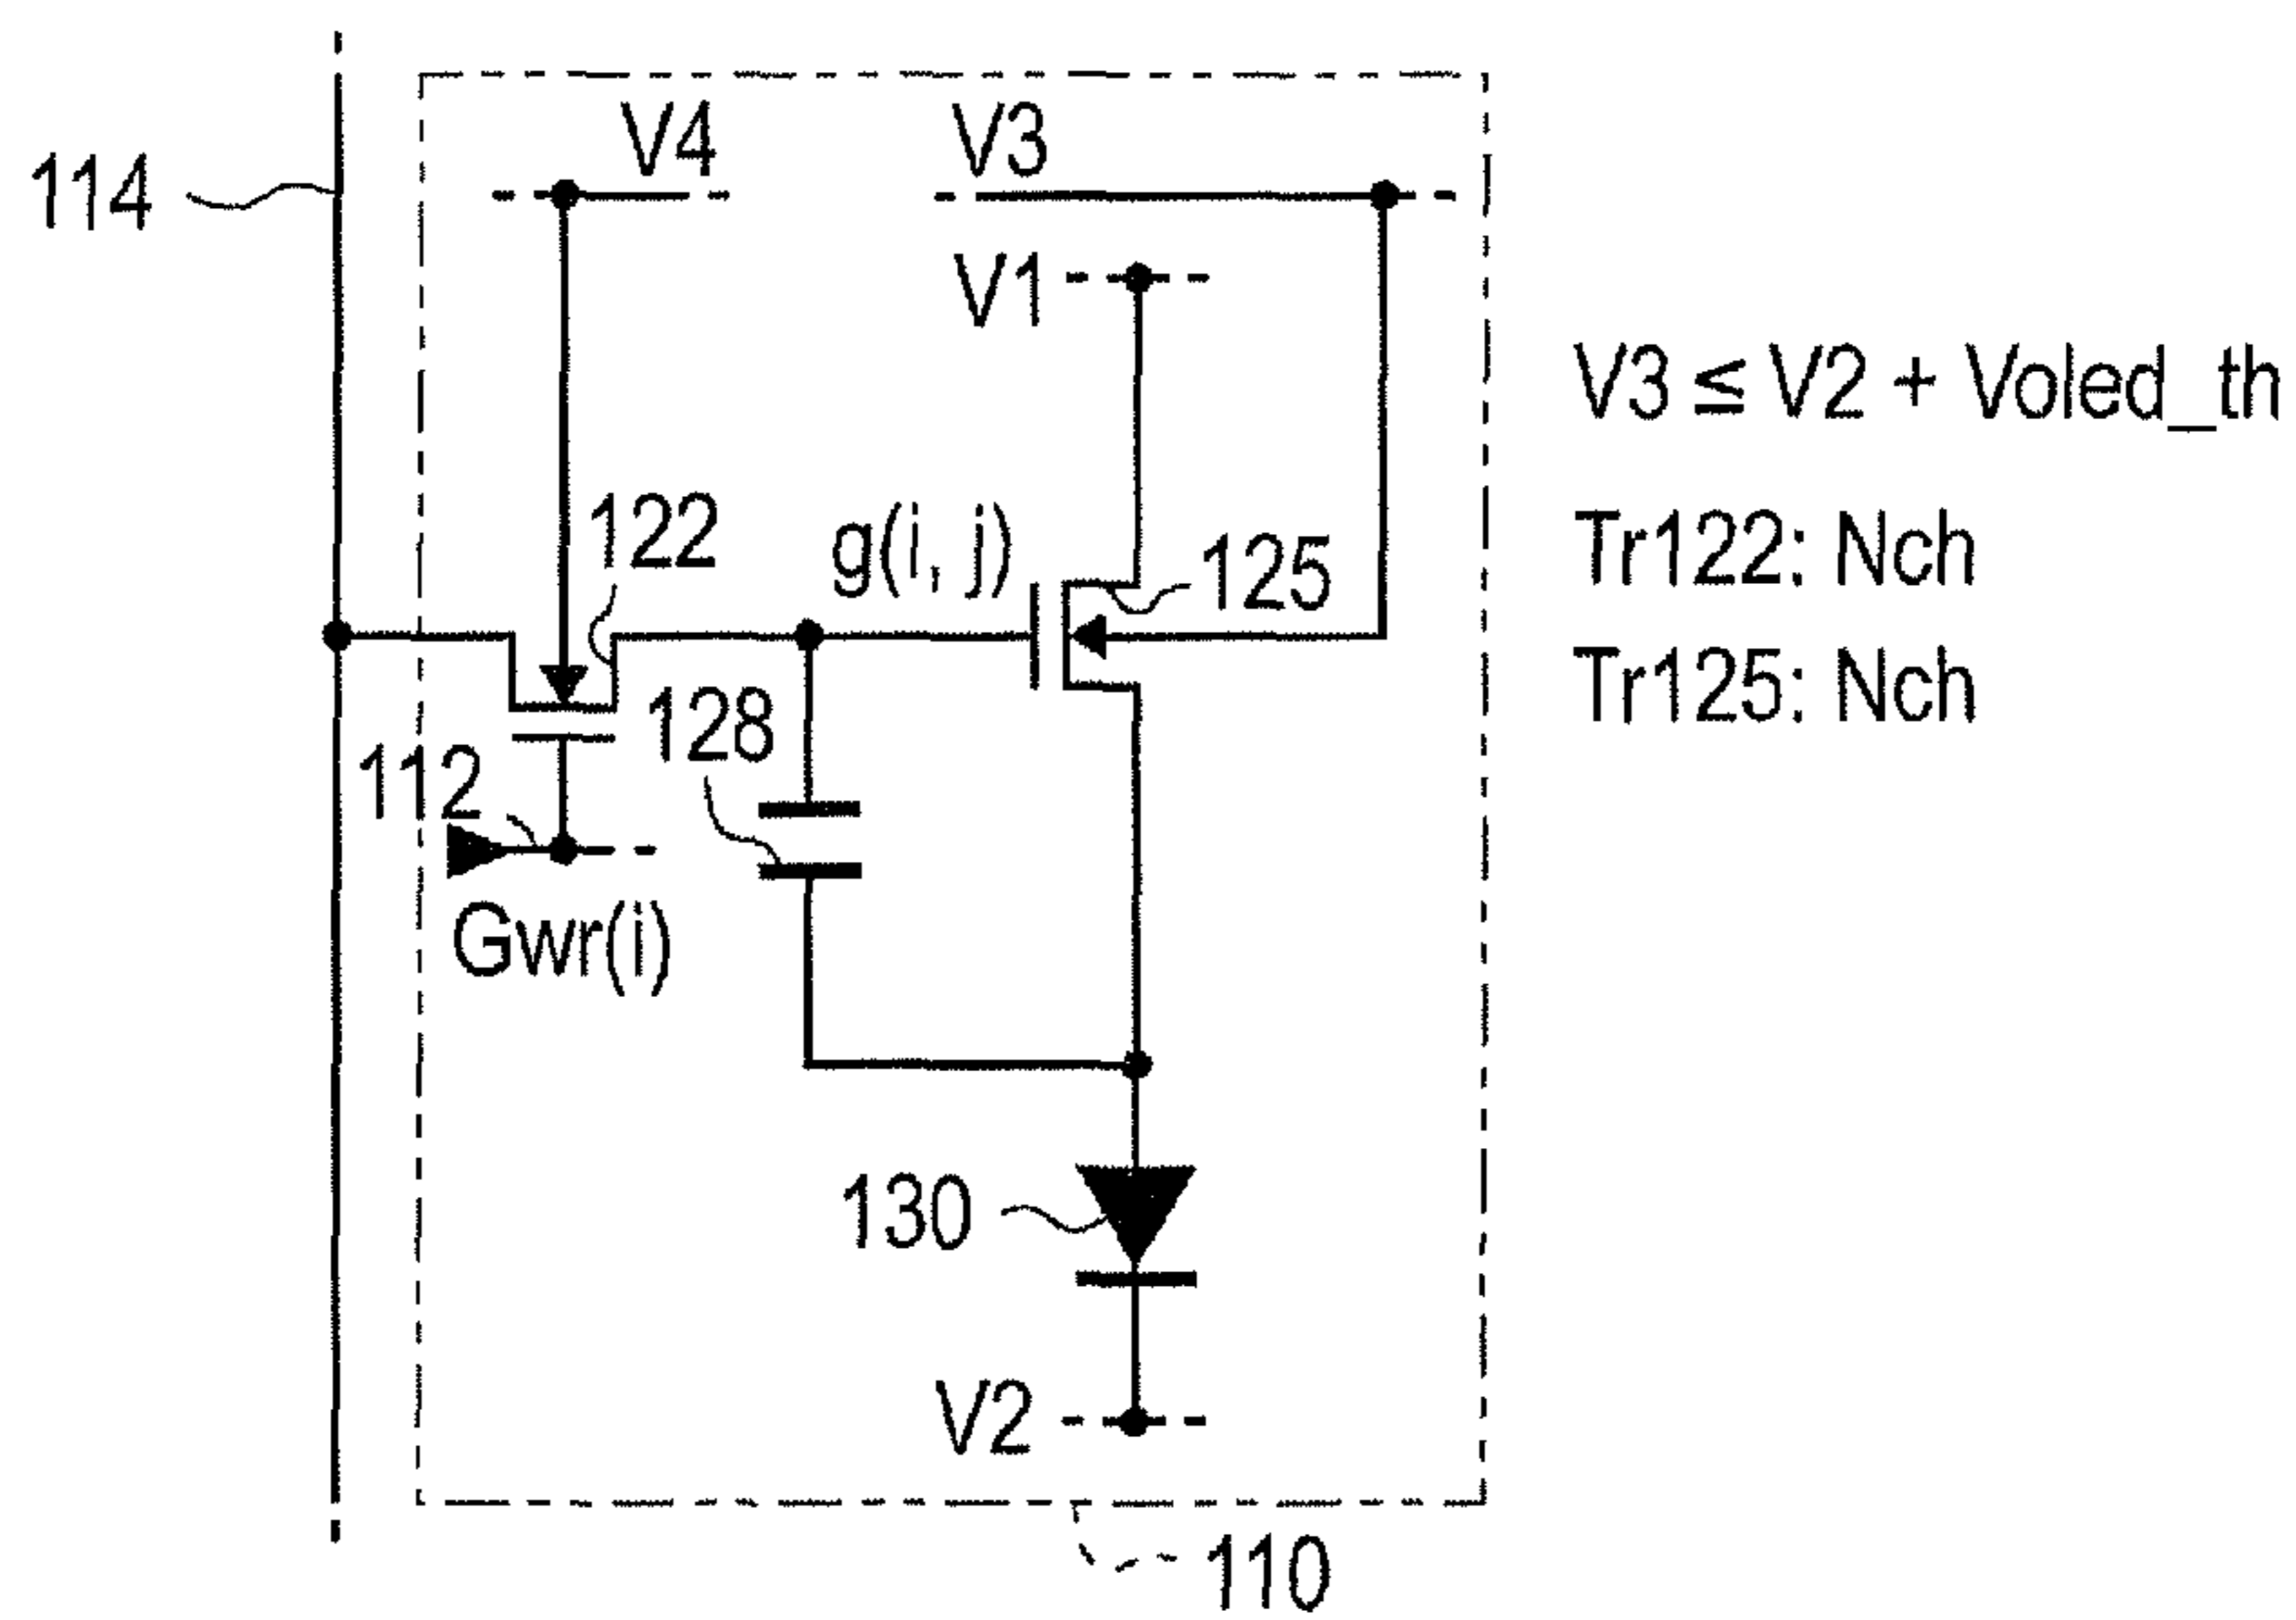 114
V4
V3
V1
V3 ≤ V2 + Voled_th
122
g(i, j)
125
Tr122: Nch
128
Tr125: Nch
112
Gwr(i)
130
V2
110